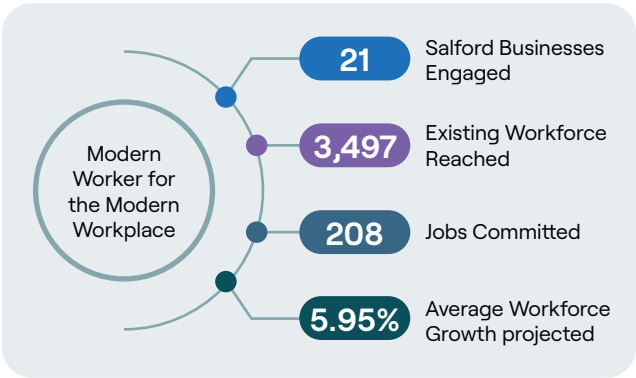 Modern
Worker for
the Modern
Workplace
21
Salford Businesses
Engaged
3,497
Existing Workforce
Reached
208
Jobs Committed
5.95%
Average Workforce
Growth projected